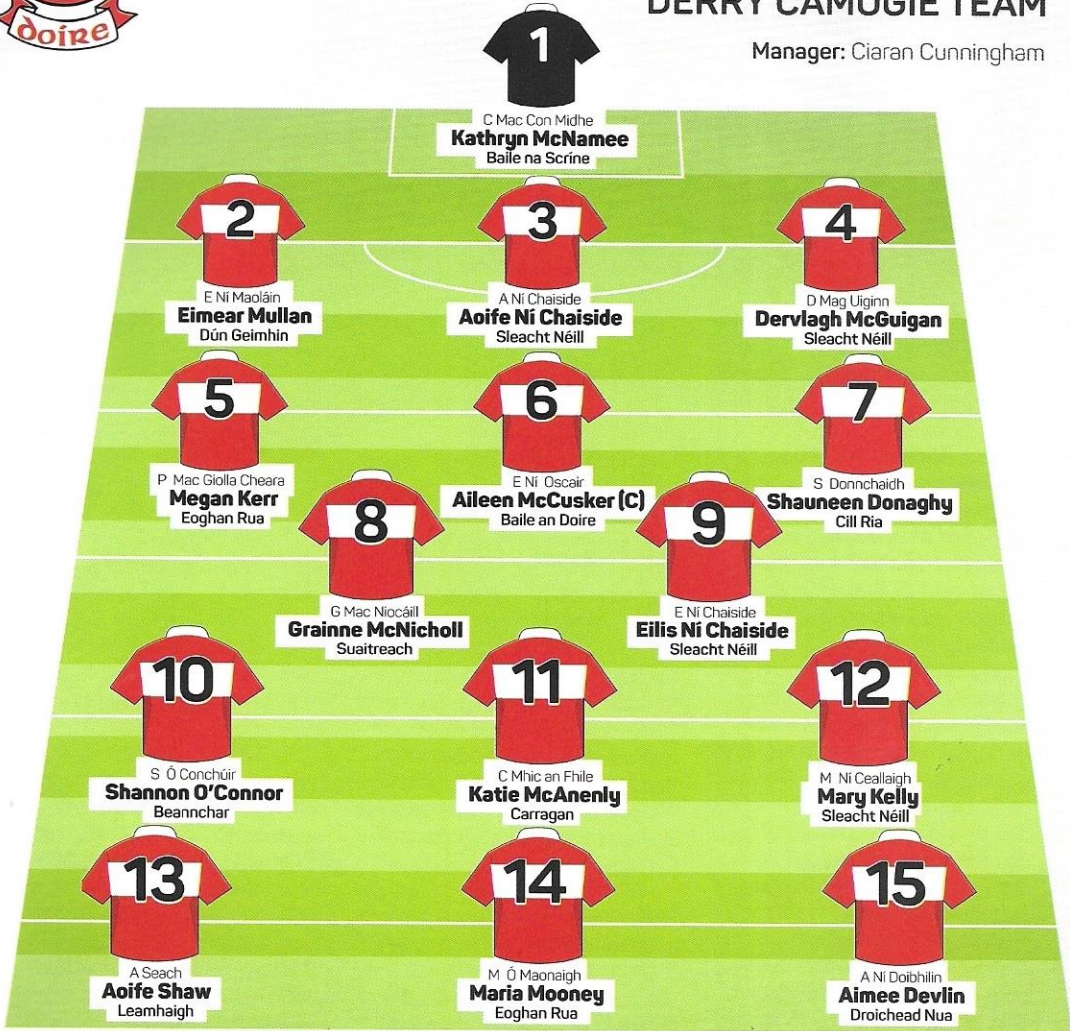 doire
DERRY CAMOGIE TEAM
Manager: Ciaran Cunningham
1
C Mac Con Midhe
Kathryn McNamee
Baile na Scríne
2
E Ní Maoláin
Eimear Mullan
Dún Geimhin
3
A Ní Chaiside
Aoife Ní Chaiside
Sleacht Néill
4
D Mag Uiginn
Dervlagh McGuigan
Sleacht Néill
5
P Mac Giolla Cheara
Megan Kerr
Eoghan Rua
6
E Ní Oscair
Aileen McCusker (C)
Baile an Doire
7
S Donnchaidh
Shauneen Donaghy
Cill Ria
8
G Mac Niocáill
Grainne McNicholl
Suaitreach
9
E Ní Chaiside
Eilis Ní Chaiside
Sleacht Néill
10
S Ó Conchúir
Shannon O'Connor
Beannchar
11
C Mhic an Fhile
Katie McAnenly
Carragan
12
M Ní Ceallaigh
Mary Kelly
Sleacht Néill
13
A Seach
Aoife Shaw
Leamhaigh
14
M Ó Maonaigh
Maria Mooney
Eoghan Rua
15
A Ní Doibhilin
Aimee Devlin
Droichead Nua